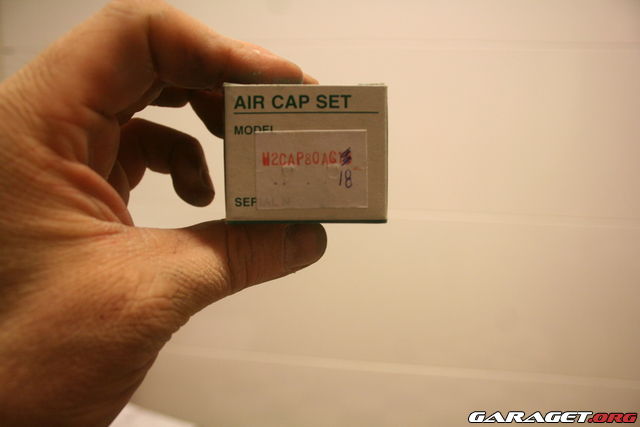 AIR CAP SET
MODEL
W2CAP80AG
18
SERIAL N
GARAGET.ORG